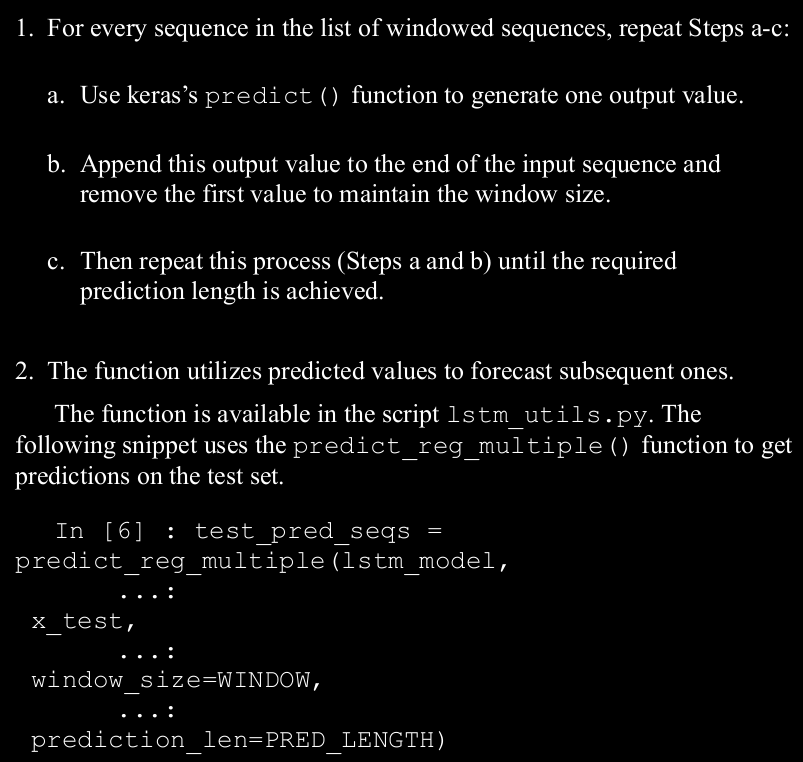 1. For every sequence in the list of windowed sequences, repeat Steps a-c:
a. Use keras’s predict() function to generate one output value.
b. Append this output value to the end of the input sequence and
remove the first value to maintain the window size.
c. Then repeat this process (Steps a and b) until the required
prediction length is achieved.
2. The function utilizes predicted values to forecast subsequent ones.
The function is available in the script lstm_utils.py. The
following snippet uses the predict_reg_multiple() function to get
predictions on the test set.
In [6] : test_pred_seqs =
predict_reg_multiple(lstm_model,
...:
x_test,
...:
window_size=WINDOW,
...:
prediction_len=PRED_LENGTH)